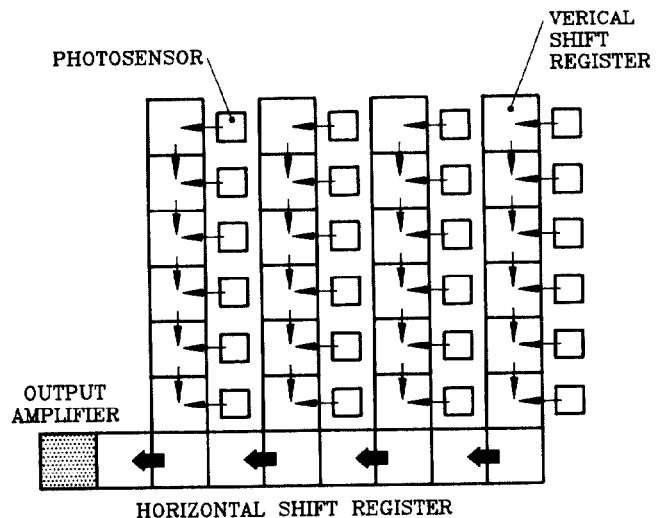 PHOTOSENSOR
VERICAL
SHIFT
REGISTER
OUTPUT
AMPLIFIER
HORIZONTAL SHIFT REGISTER